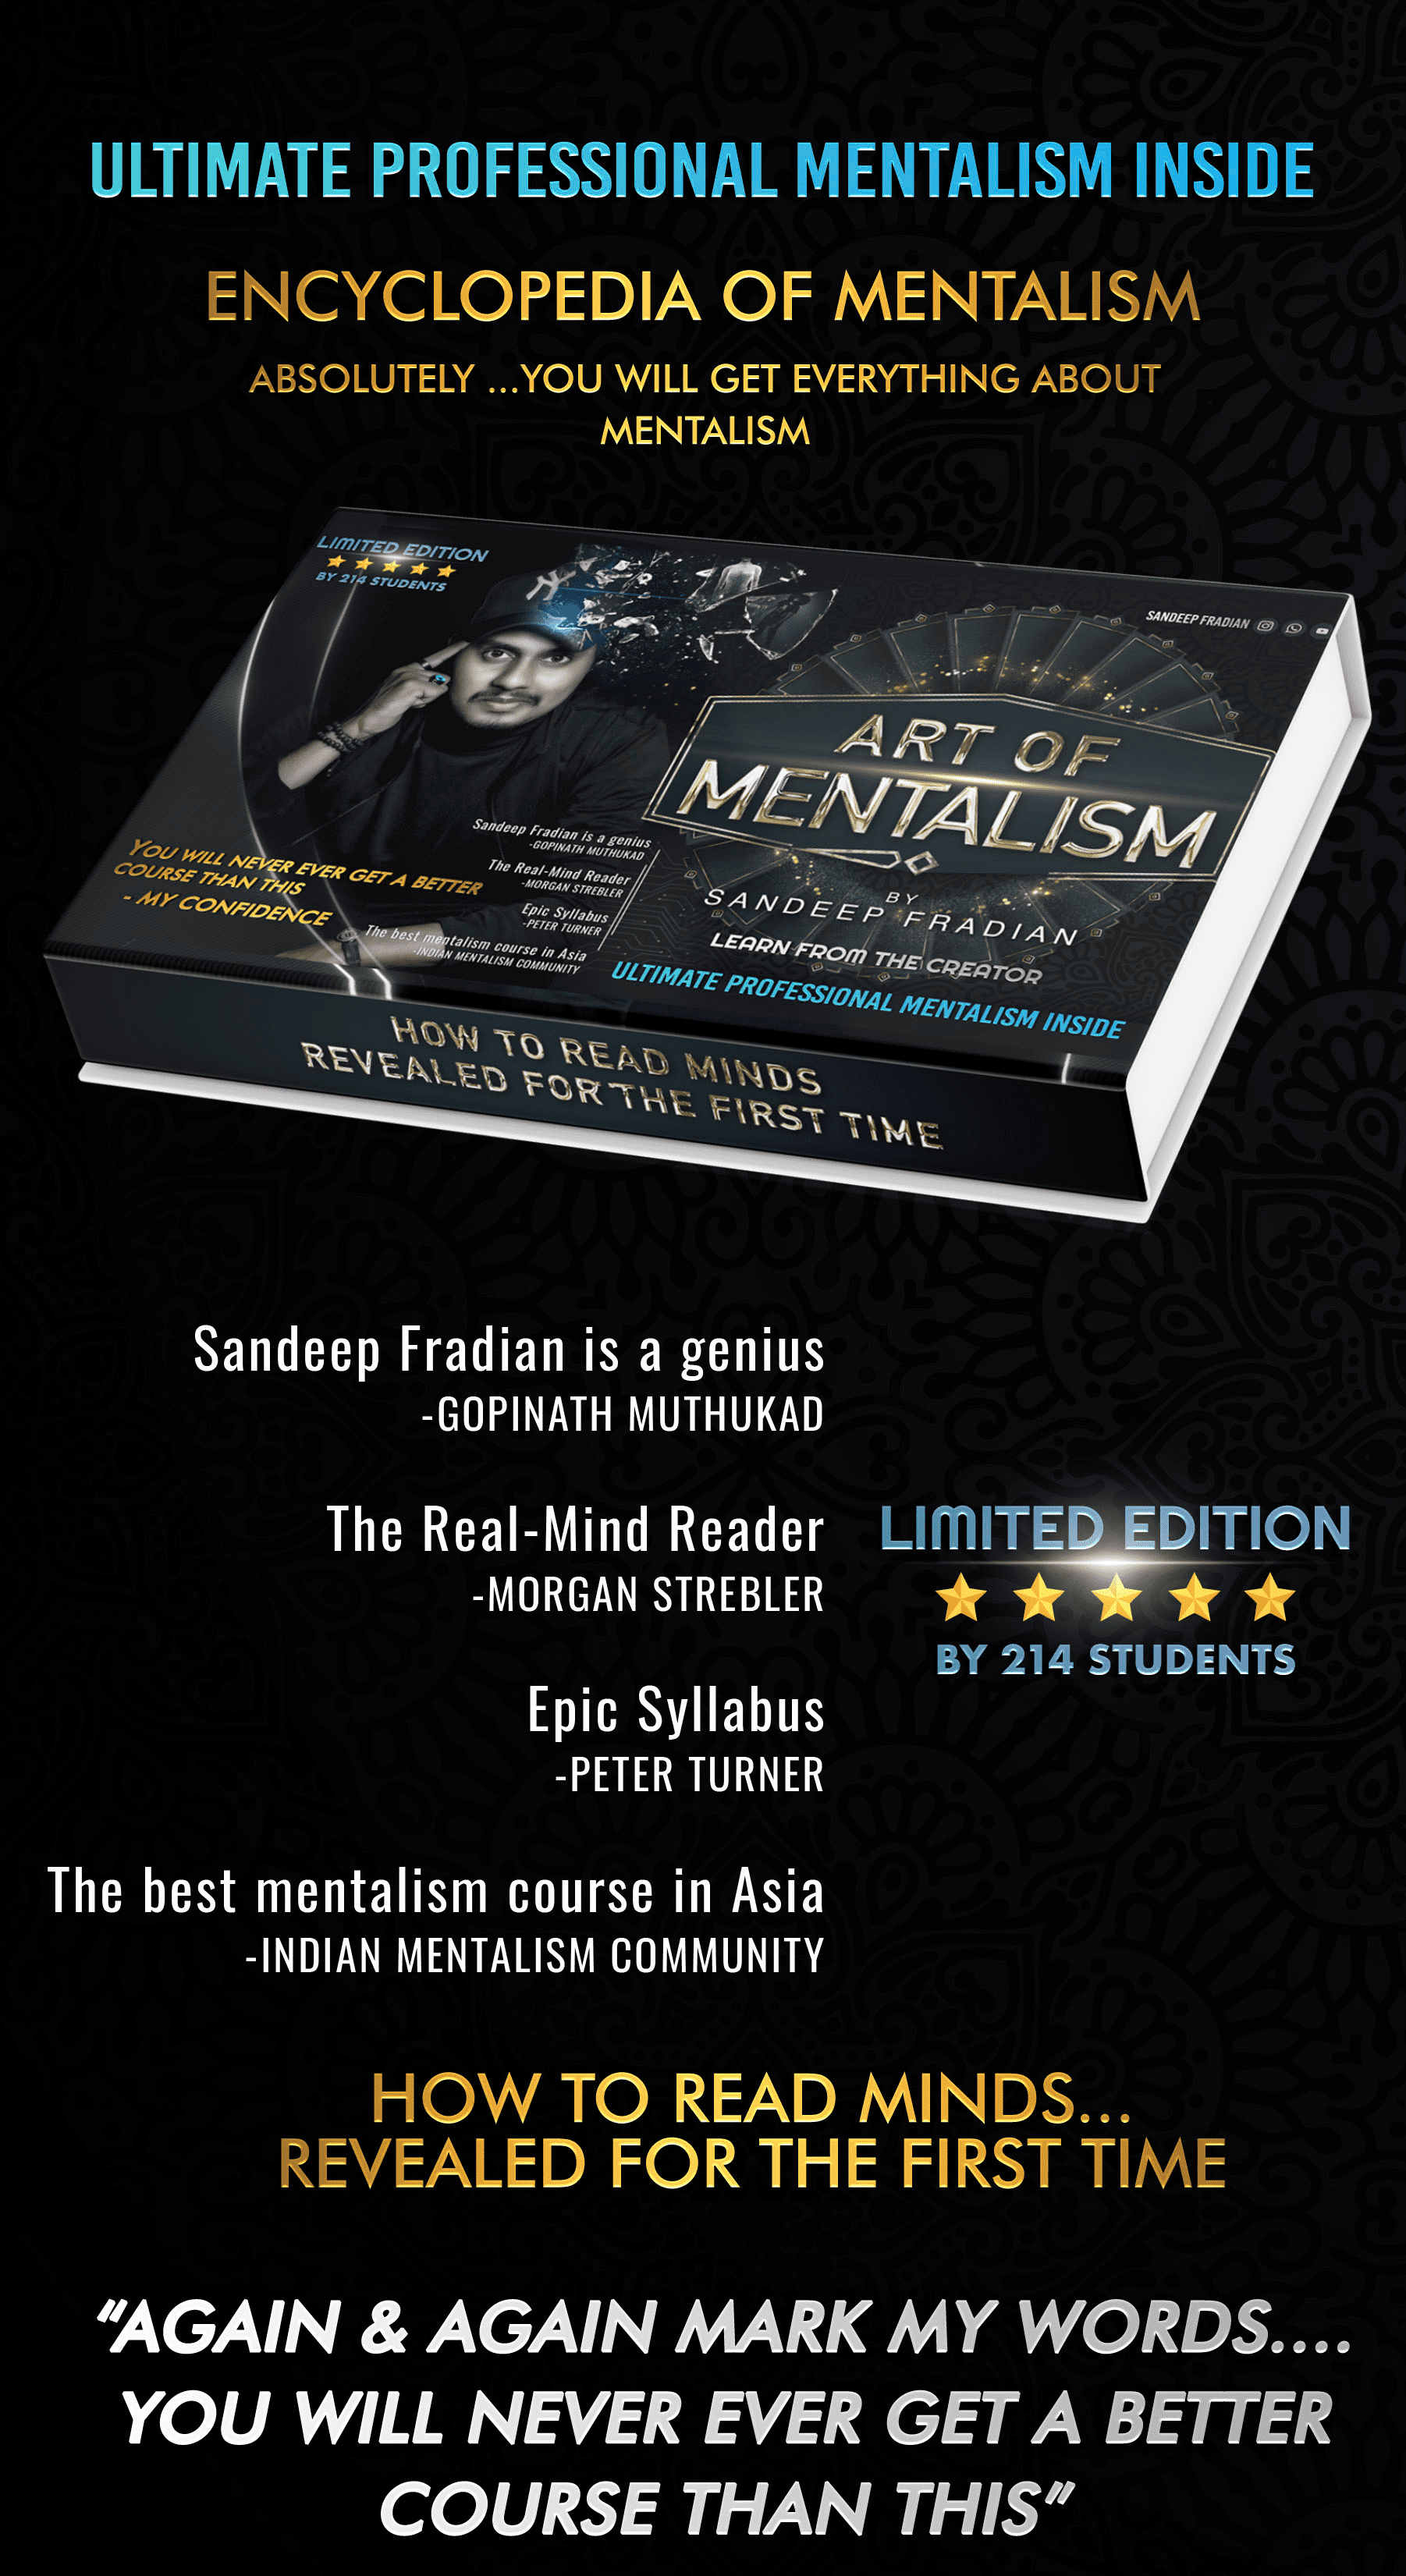 ULTIMATE PROFESSIONAL MENTALISM INSIDE
ENCYCLOPEDIA OF MENTALISM
ABSOLUTELY ...YOU WILL GET EVERYTHING ABOUT
MENTALISM
LIMITED EDITION
BY 214 STUDENTS
SANDEEP FRADIAN
ART OF
MENTALISM
BY
SANDEEP FRADIAN
LEARN FROM THE CREATOR
ULTIMATE PROFESSIONAL MENTALISM INSIDE
Sandeep Fradian is a genius
-GOPINATH MUTHUKAD
The Real-Mind Reader
-MORGAN STREBLER
Epic Syllabus
-PETER TURNER
The best mentalism course in Asia
-INDIAN MENTALISM COMMUNITY
YOU WILL NEVER EVER GET A BETTER
COURSE THAN THIS
- MY CONFIDENCE
HOW TO READ MINDS
REVEALED FOR THE FIRST TIME
Sandeep Fradian is a genius
-GOPINATH MUTHUKAD
The Real-Mind Reader
-MORGAN STREBLER
Epic Syllabus
-PETER TURNER
The best mentalism course in Asia
-INDIAN MENTALISM COMMUNITY
LIMITED EDITION
BY 214 STUDENTS
HOW TO READ MINDS...
REVEALED FOR THE FIRST TIME
"AGAIN & AGAIN MARK MY WORDS....
YOU WILL NEVER EVER GET A BETTER
COURSE THAN THIS"